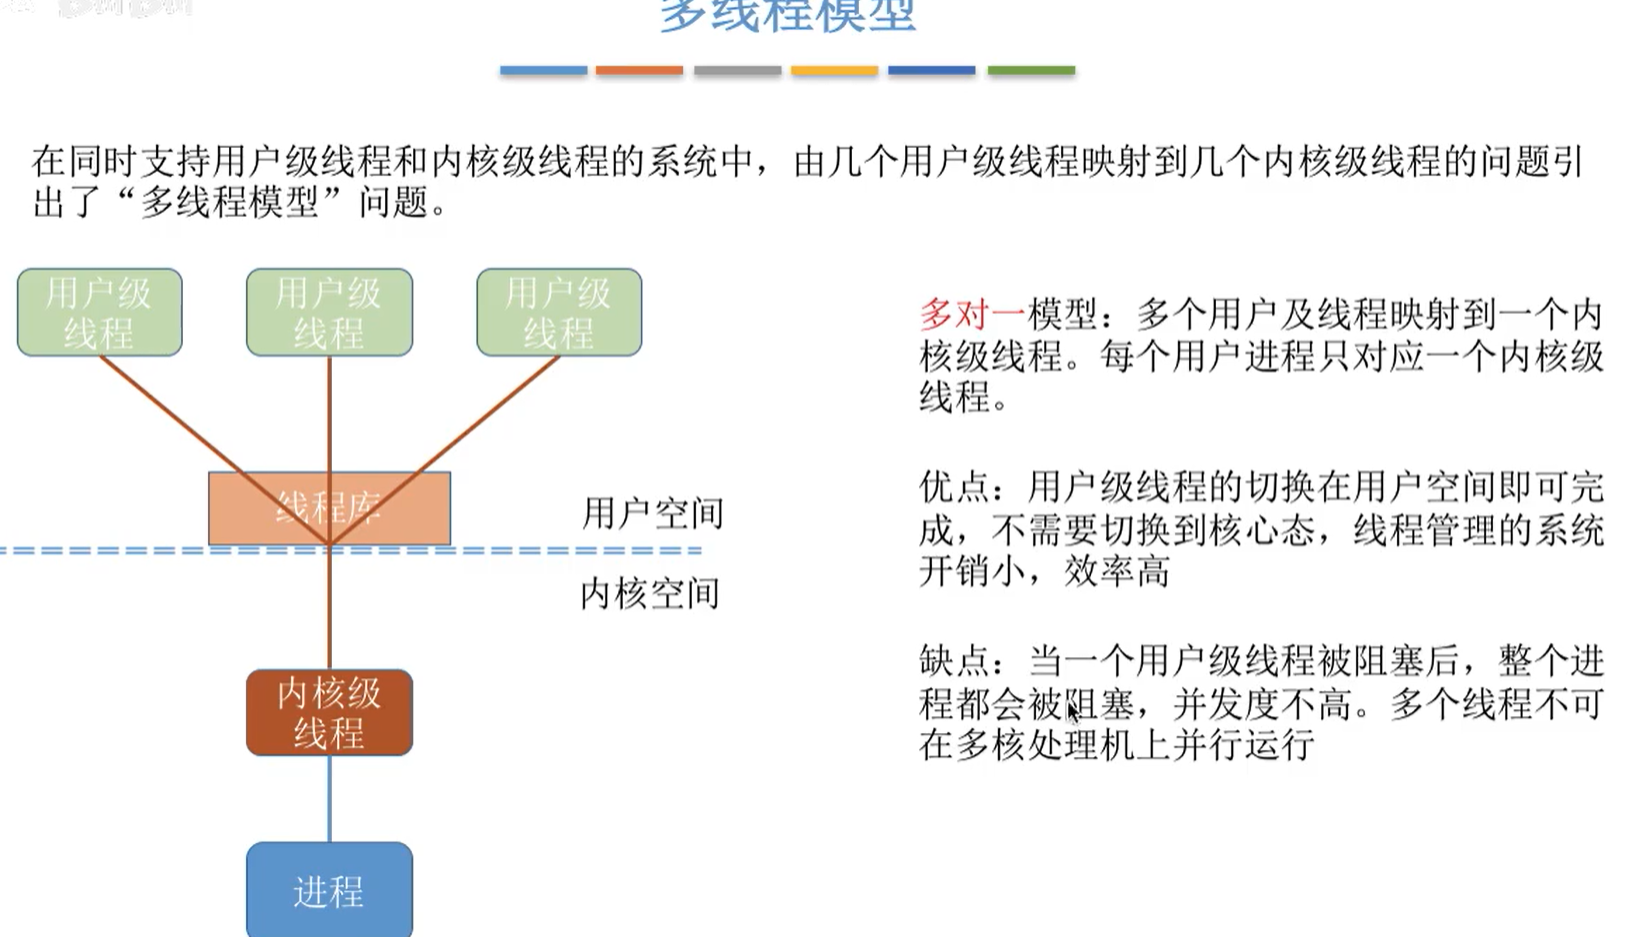 多线程模型
在同时支持用户级线程和内核级线程的系统中，由几个用户级线程映射到几个内核级线程的问题引
出了“多线程模型”问题。
用户级
线程
用户级
线程
用户级
线程
线程库
用户空间
内核空间
内核级
线程
进程
多对一模型：多个用户及线程映射到一个内
核级线程。每个用户进程只对应一个内核级
线程。
优点：用户级线程的切换在用户空间即可完
成，不需要切换到核心态，线程管理的系统
开销小，效率高
缺点：当一个用户级线程被阻塞后，整个进
程都会被阻塞，并发度不高。多个线程不可
在多核处理机上并行运行